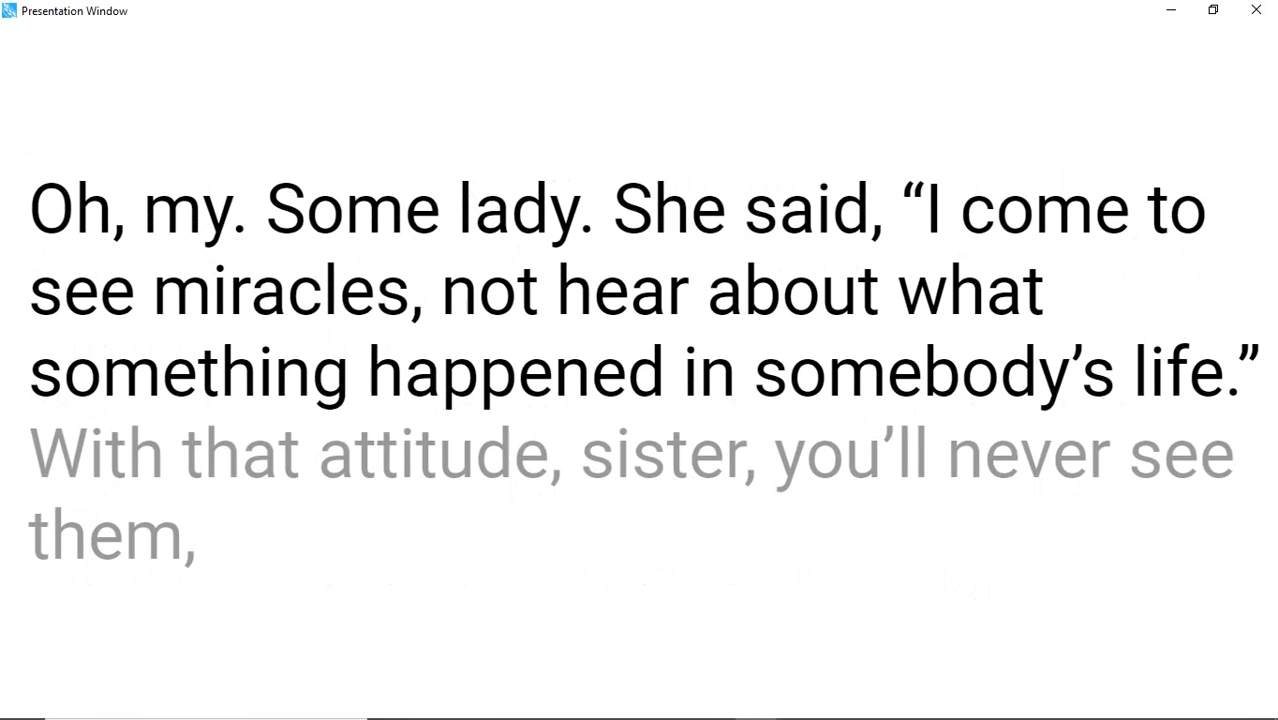 Presentation Window
Oh, my. Some lady. She said, “I come to
see miracles, not hear about what
something happened in somebody’s life.”
With that attitude, sister, you’ll never see
them,